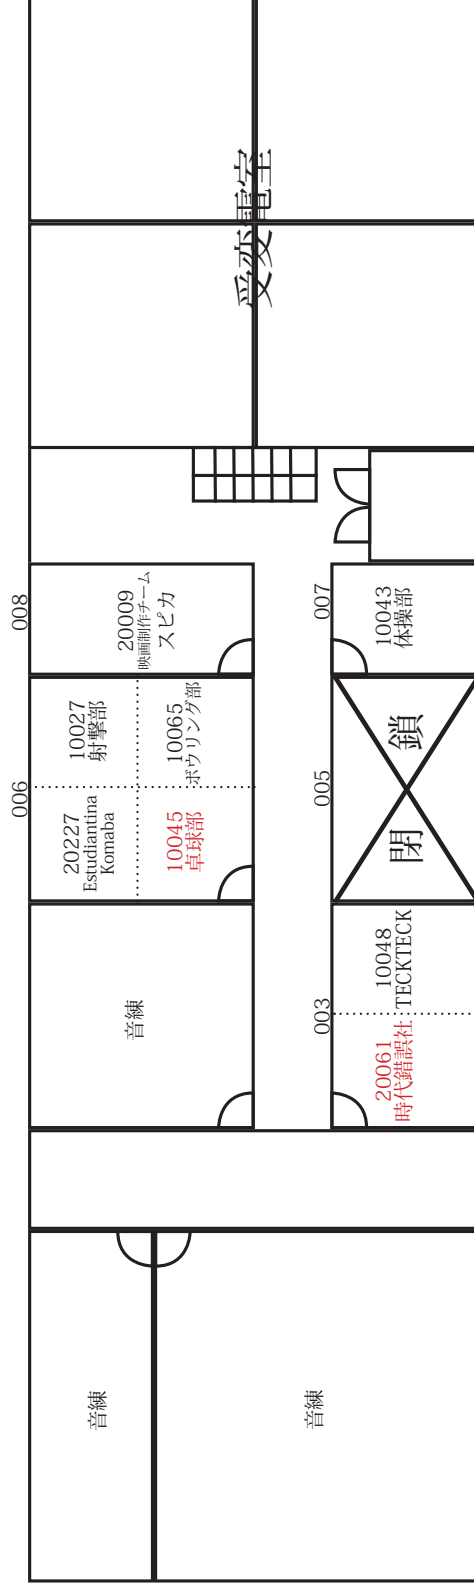 受変電室
008
20009
映画制作チーム
スピカ
007
10043
体操部
006
10027
射撃部
10065
ボウリング部
20227
Estudiantina
Komaba
10045
卓球部
005
閉鎖
003
10048
TECKTECK
20061
時代錯誤社
音練
音練
音練